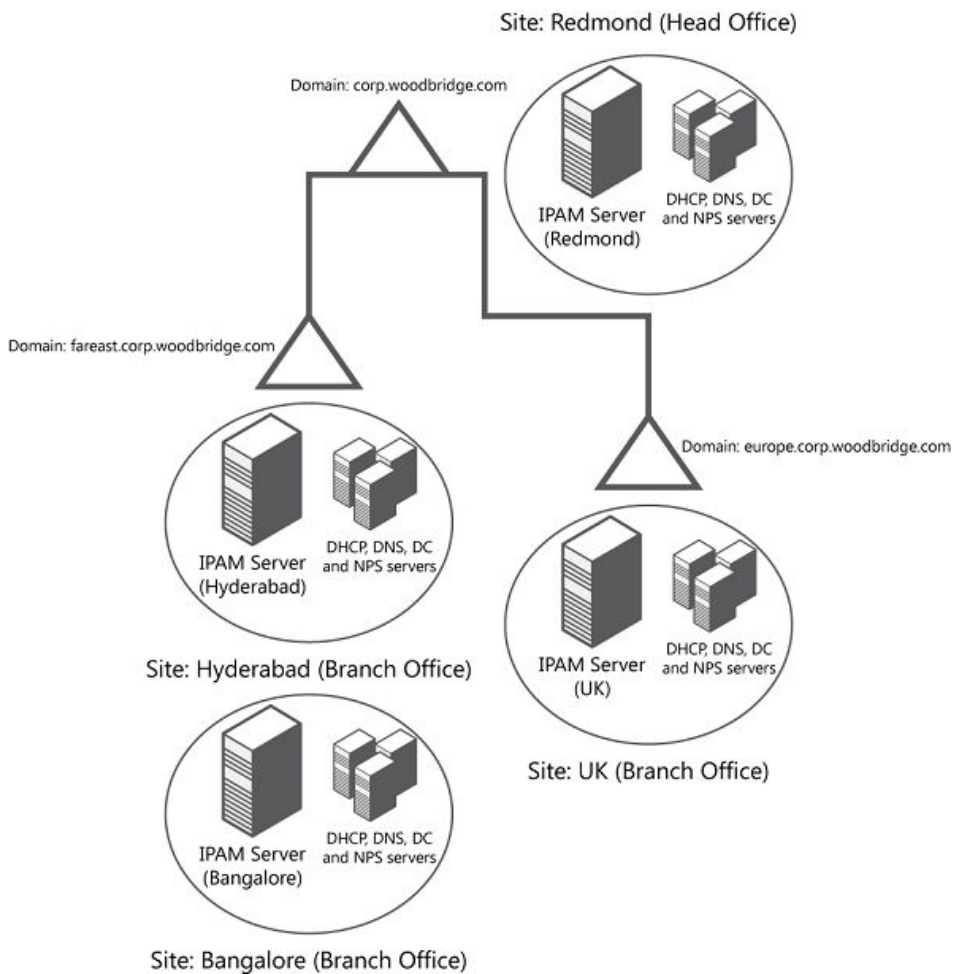 Site: Redmond (Head Office)
Domain: corp.woodbridge.com
IPAM Server
(Redmond)
DHCP, DNS, DC
and NPS servers
Domain: fareast.corp.woodbridge.com
IPAM Server
(Hyderabad)
DHCP, DNS, DC
and NPS servers
Site: Hyderabad (Branch Office)
Domain: europe.corp.woodbridge.com
IPAM Server
(UK)
DHCP, DNS, DC
and NPS servers
Site: UK (Branch Office)
IPAM Server
(Bangalore)
DHCP, DNS, DC
and NPS servers
Site: Bangalore (Branch Office)